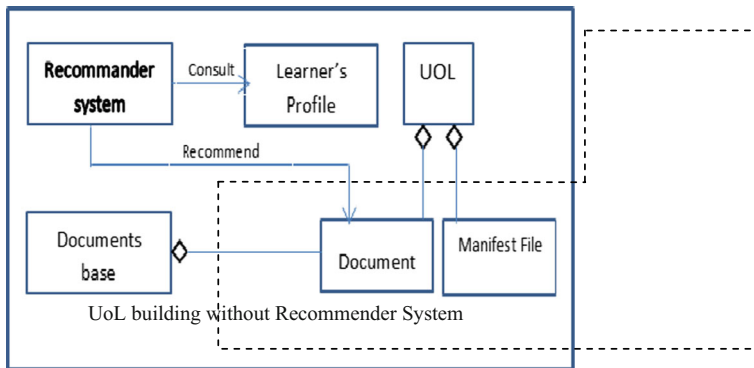 Recommander
system
Consult
Learner's
Profile
UOL
Recommend
Documents
base
Document
Manifest File
UoL building without Recommender System